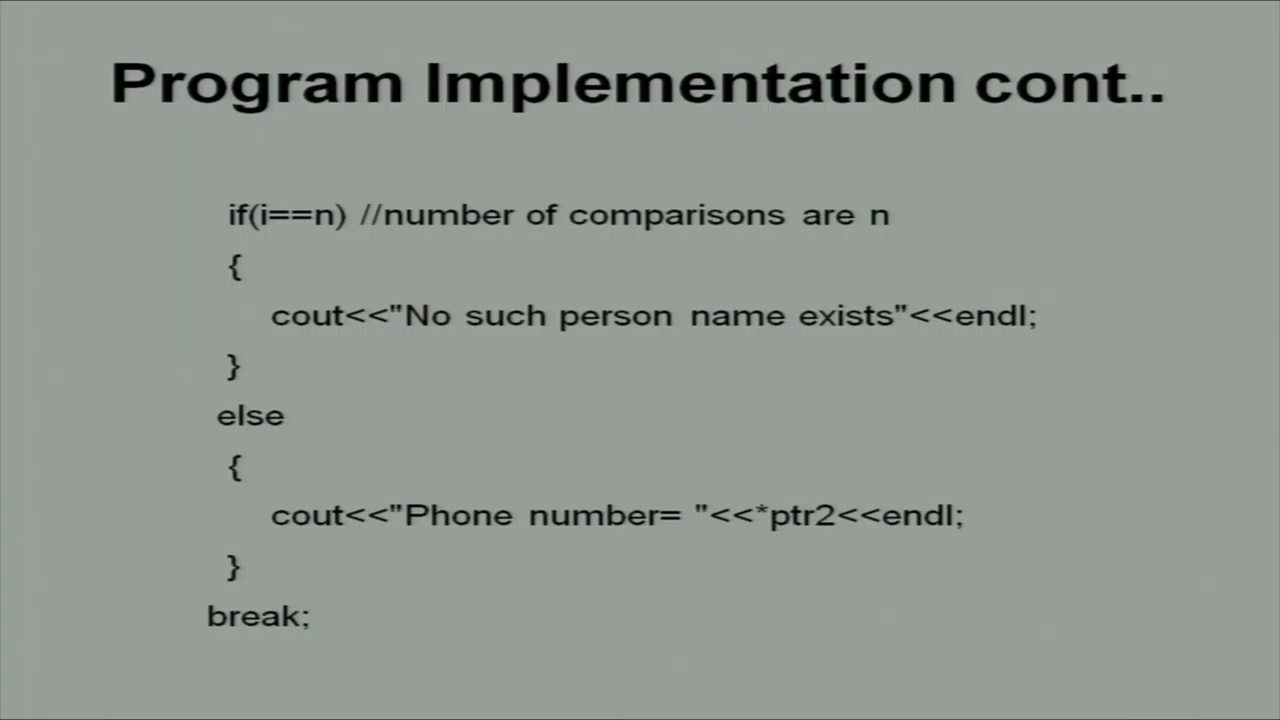 Program Implementation cont..
if(i==n) //number of comparisons are n
{
cout<<"No such person name exists"<<endl;
}
else
{
cout<<"Phone number= "<<*ptr2<<endl;
}
break;